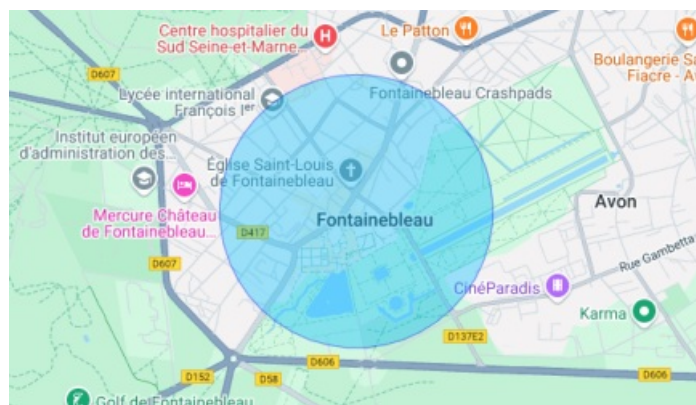 Centre hospitalier du
Sud Seine-et-Marne...
H
Le Patton
Boulangerie Sa
Fiacre - Av
D607
Lycée international
François Iᵉʳ
Fontainebleau Crashpads
Institut européen
d'administration des...
Église Saint-Louis
de Fontainebleau
Mercure Château
de Fontainebleau...
Fontainebleau
Avon
D417
D607
Rue Gambetta
CinéParadis
Karma
D137E2
D606
D152
D58
D606
Golf de Fontainebleau